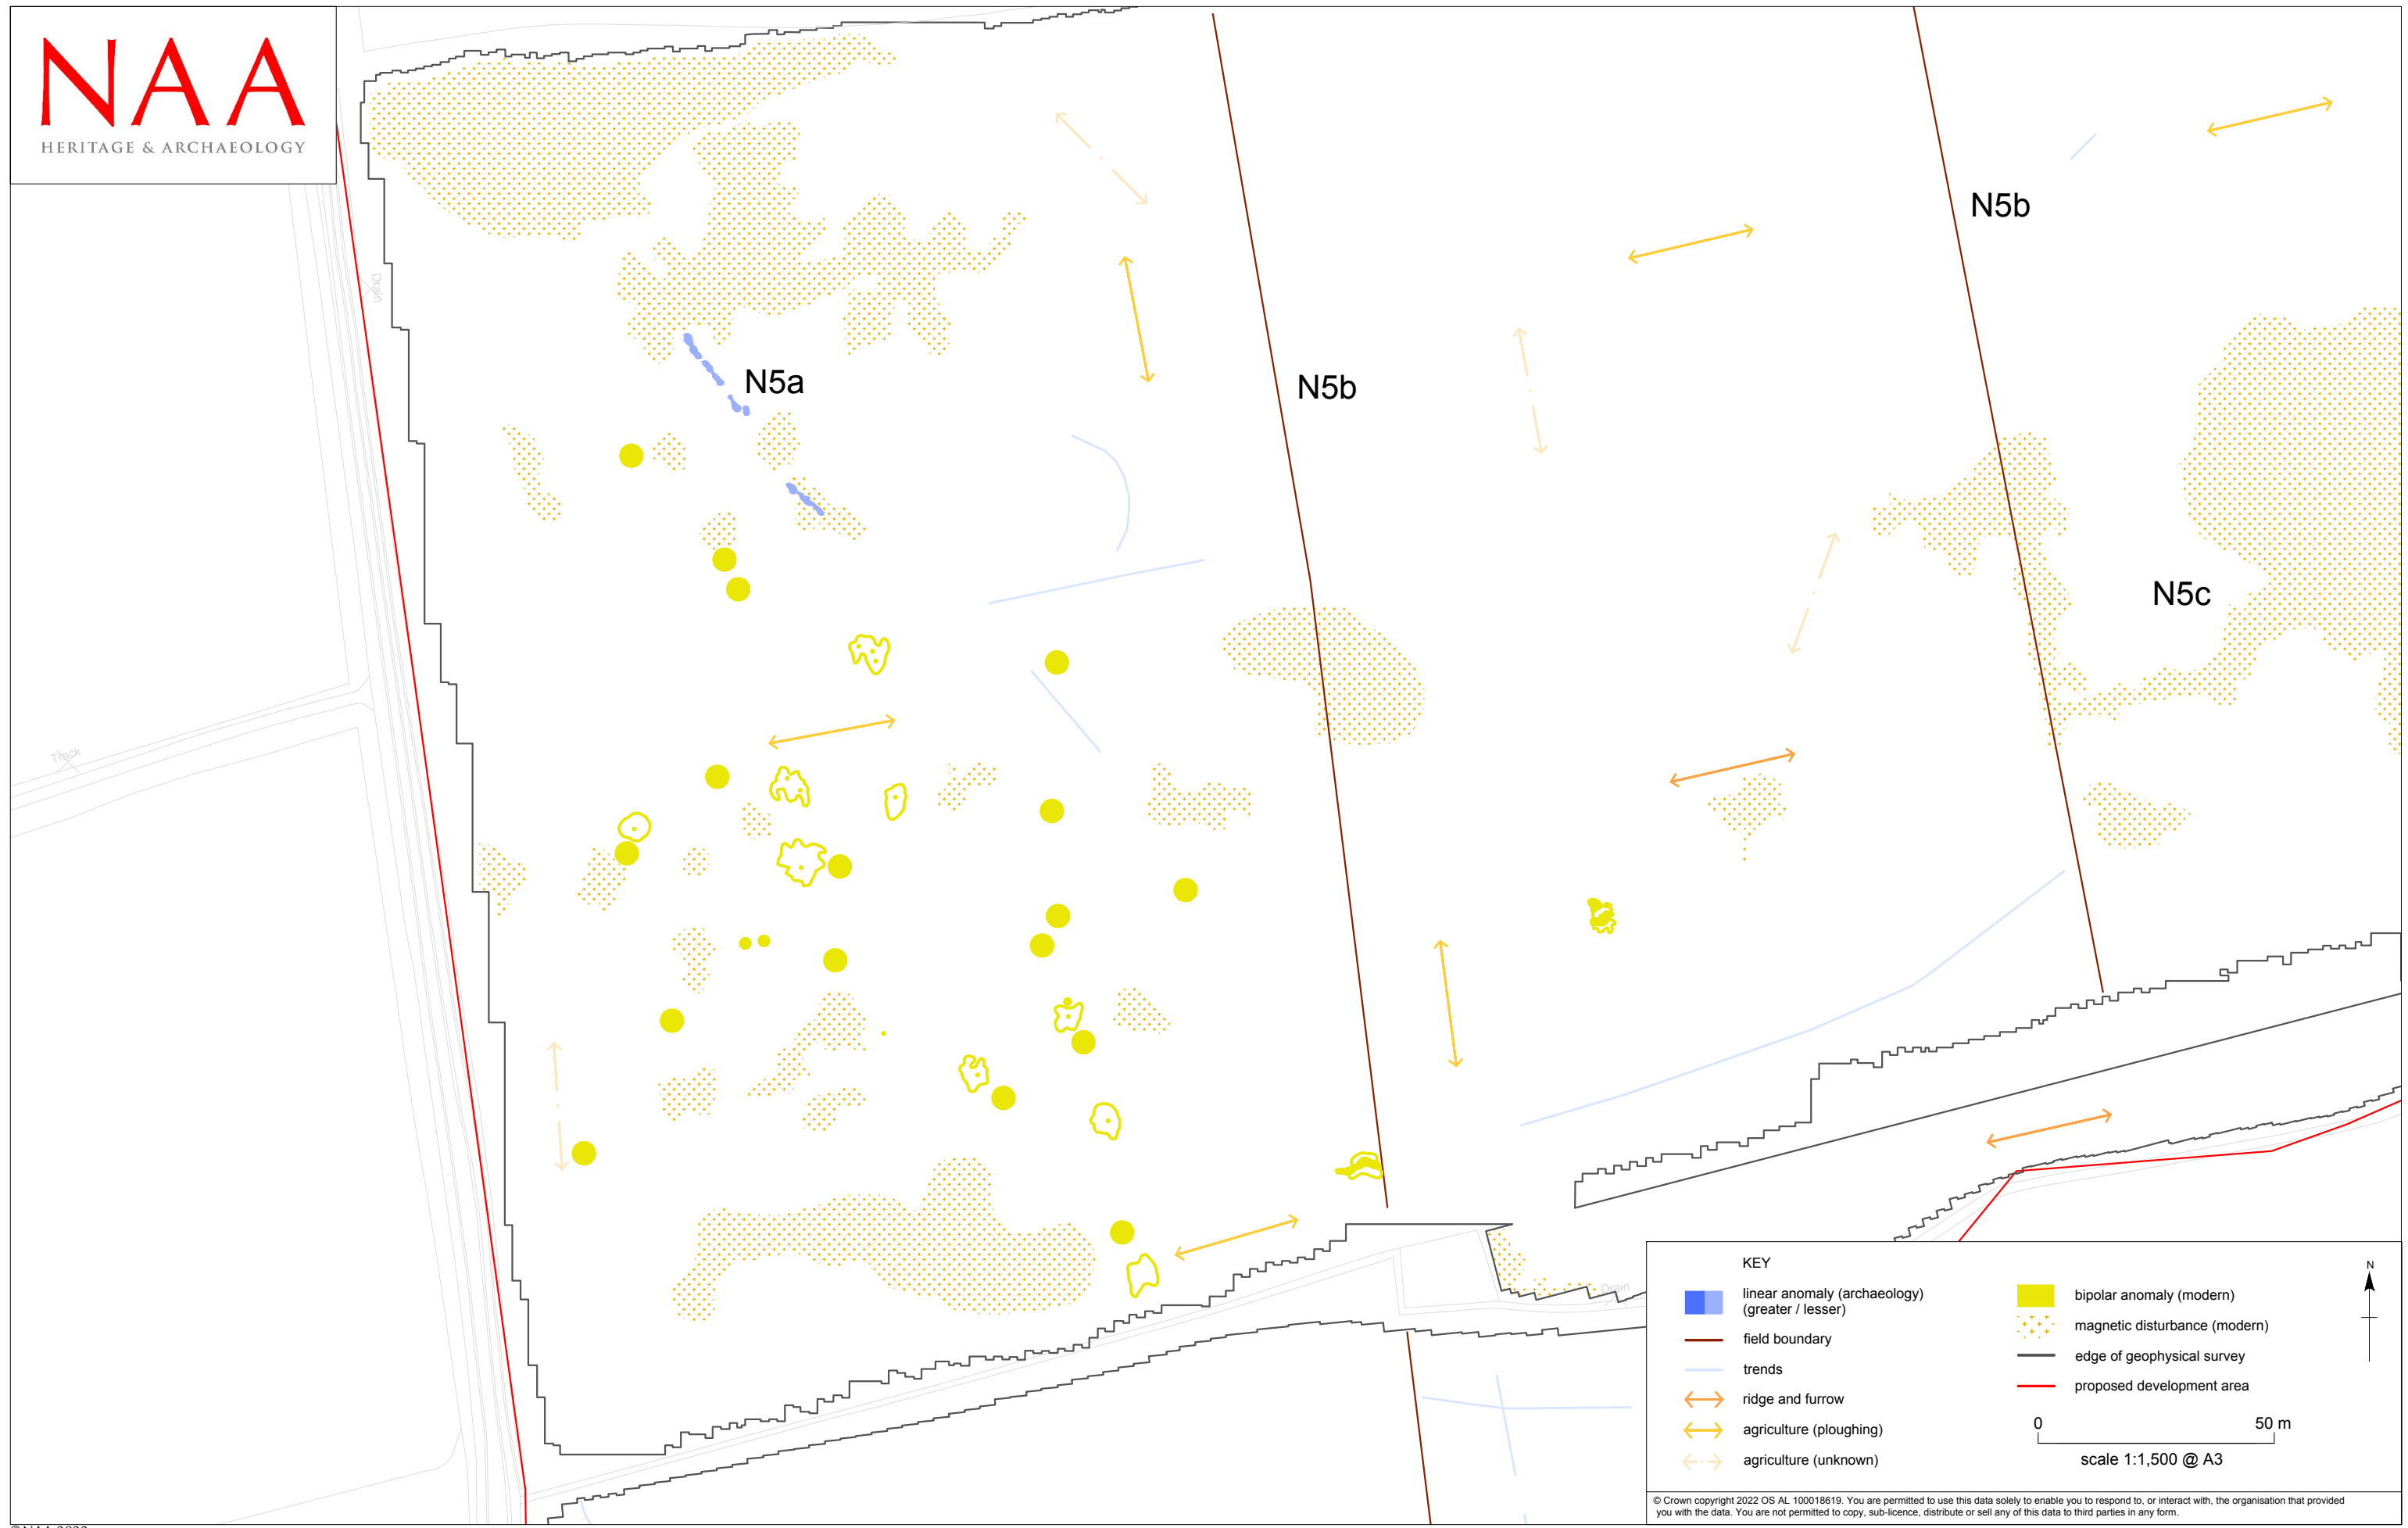 NAA
HERITAGE & ARCHAEOLOGY
Drain
N5b
N5a
N5b
N5c
Track
Drain
KEY
linear anomaly (archaeology)
(greater / lesser)
field boundary
trends
ridge and furrow
agriculture (ploughing)
agriculture (unknown)
bipolar anomaly (modern)
magnetic disturbance (modern)
edge of geophysical survey
proposed development area
N
0 50 m
scale 1:1,500 @ A3
© Crown copyright 2022 OS AL 100018619. You are permitted to use this data solely to enable you to respond to, or interact with, the organisation that provided
you with the data. You are not permitted to copy, sub-licence, distribute or sell any of this data to third parties in any form.